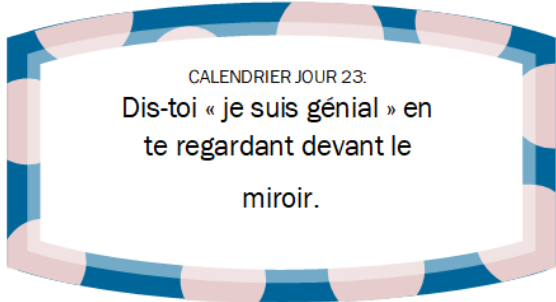 CALENDRIER JOUR 23:
Dis-toi « je suis génial » en
te regardant devant le
miroir.